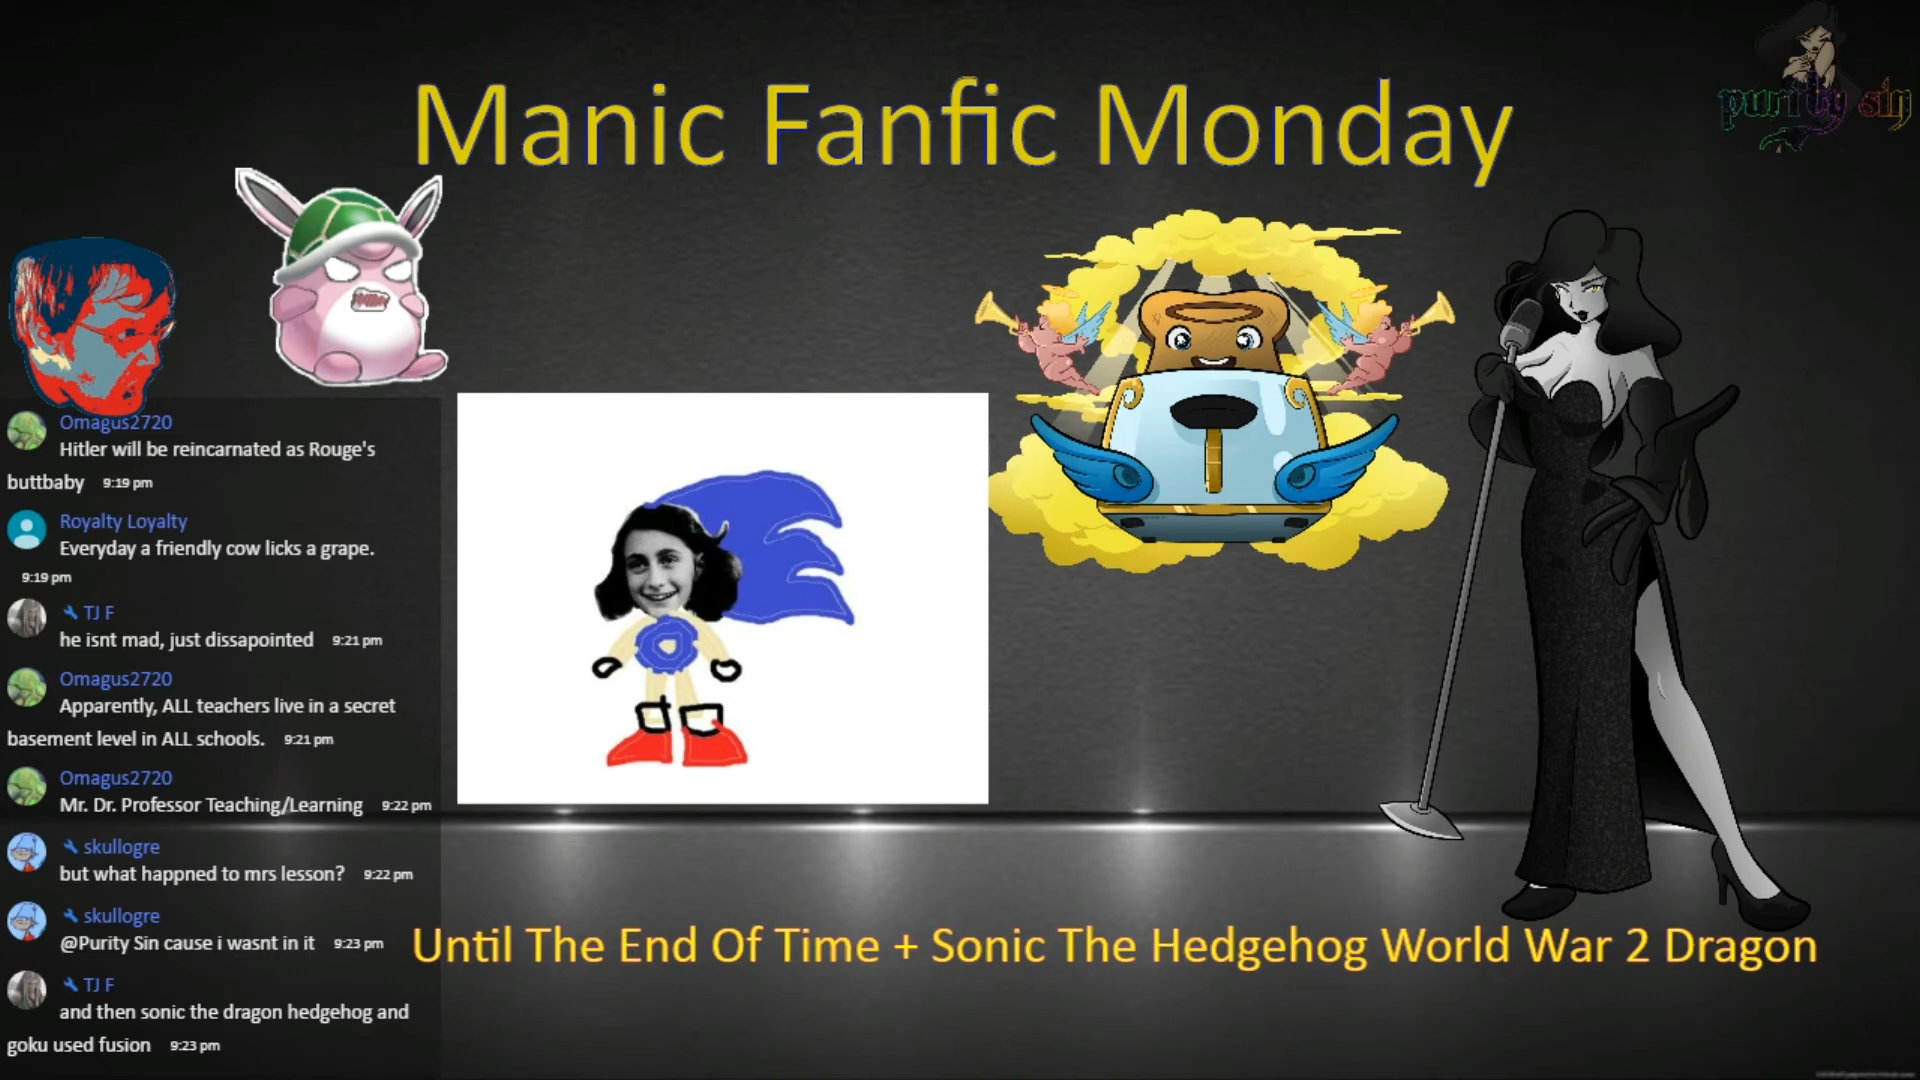 Manic Fanfic Monday
purity sin
Omagus2720
Hitler will be reincarnated as Rouge's
buttbaby 9:19 pm
Royalty Loyalty
Everyday a friendly cow licks a grape.
9:19 pm
TJ F
he isnt mad, just dissapointed 9:21 pm
Omagus2720
Apparently, ALL teachers live in a secret
basement level in ALL schools. 9:21 pm
Omagus2720
Mr. Dr. Professor Teaching/Learning 9:22 pm
skullogre
but what happned to mrs lesson? 9:22 pm
skullogre
@Purity Sin cause i wasnt in it 9:23 pm
TJ F
and then sonic the dragon hedgehog and
goku used fusion 9:23 pm
Until The End Of Time + Sonic The Hedgehog World War 2 Dragon